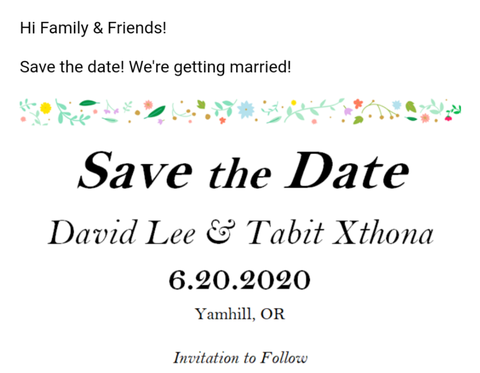 Hi Family & Friends!
Save the date! We're getting married!
Save the Date
David Lee & Tabit Xthona
6.20.2020
Yamhill, OR
Invitation to Follow